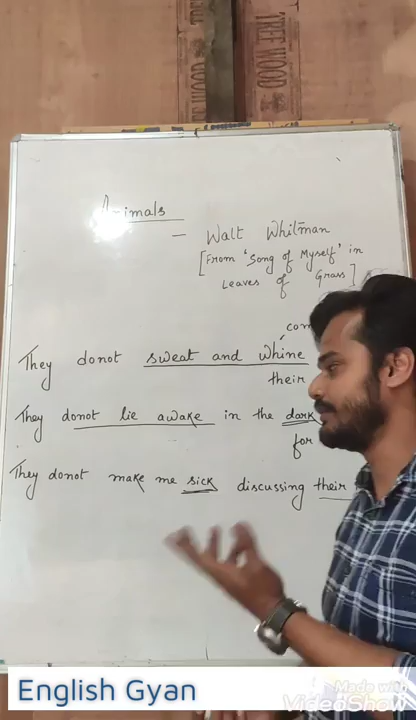 TREE WOOD
Animals
- Walt Whitman
[From 'Song of Myself' in
Leaves of Grass]
They donot sweat and whine
their
They donot lie awake in the dark
for
They donot make me sick discussing their
English Gyan
Made with
VideoShow